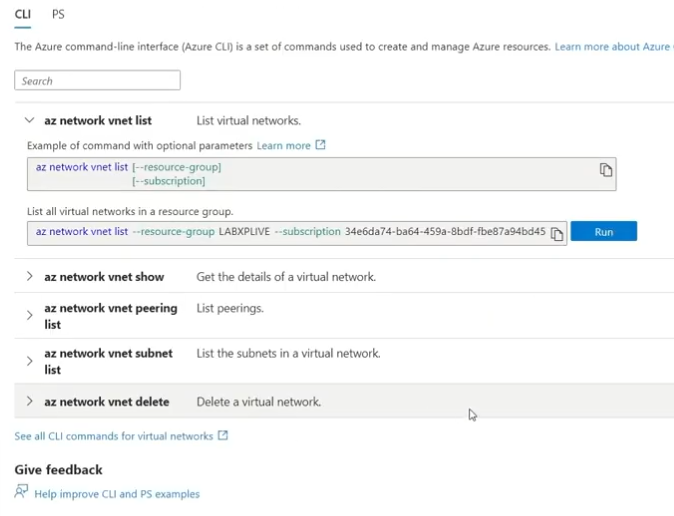 CLI PS
The Azure command-line interface (Azure CLI) is a set of commands used to create and manage Azure resources. Learn more about Azure
Search
az network vnet list List virtual networks.
Example of command with optional parameters Learn more
az network vnet list [--resource-group]
[--subscription]
List all virtual networks in a resource group.
az network vnet list --resource-group LABXPLIVE --subscription 34e6da74-ba64-459a-8bdf-fbe87a94bd45 Run
az network vnet show Get the details of a virtual network.
az network vnet peering List peerings.
list
az network vnet subnet List the subnets in a virtual network.
list
az network vnet delete Delete a virtual network.
See all CLI commands for virtual networks
Give feedback
Help improve CLI and PS examples